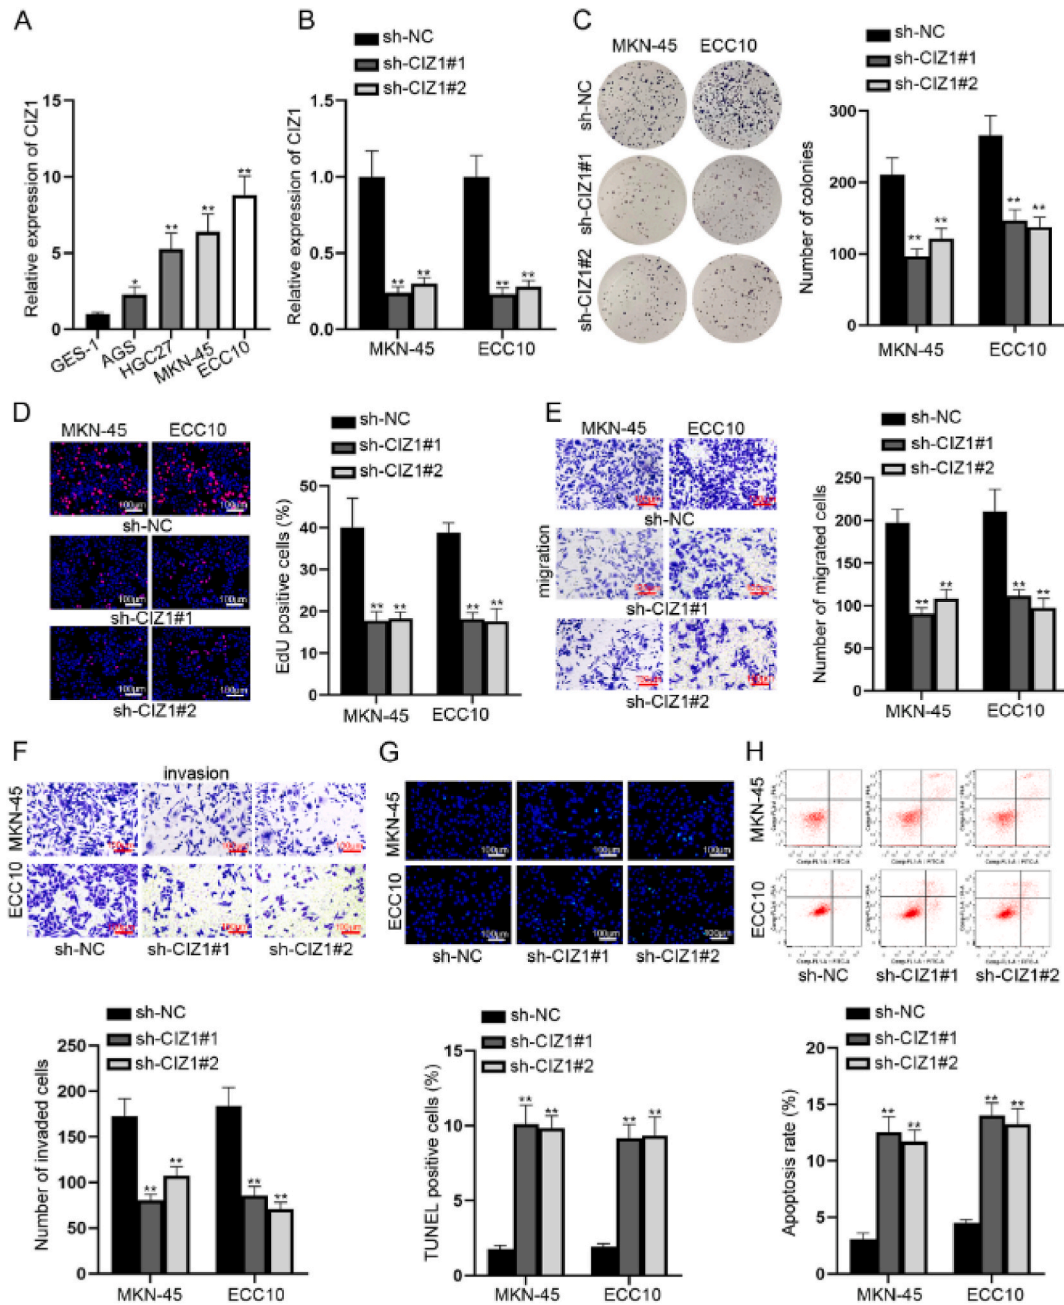 A
Relative expression of CIZ1
15
10
5
0
*
**
**
**
GES-1
AGS
HGC27
MKN-45
ECC10
B
sh-NC
sh-CIZ1#1
sh-CIZ1#2
Relative expression of CIZ1
1.5
1.0
0.5
0.0
** **
** **
MKN-45 ECC10
C
MKN-45 ECC10
sh-NC
sh-CIZ1#1
sh-CIZ1#2
sh-NC
sh-CIZ1#1
sh-CIZ1#2
Number of colonies
300
200
100
0
** **
** **
MKN-45 ECC10
D
MKN-45 ECC10
100μm 100μm
sh-NC
100μm 100μm
sh-CIZ1#1
100μm 100μm
sh-CIZ1#2
sh-NC
sh-CIZ1#1
sh-CIZ1#2
EdU positive cells (%)
50
40
30
20
10
0
** **
** **
MKN-45 ECC10
E
MKN-45 ECC10
migration
sh-NC
sh-CIZ1#1
sh-CIZ1#2
sh-NC
sh-CIZ1#1
sh-CIZ1#2
Number of migrated cells
250
200
150
100
50
0
** **
** **
MKN-45 ECC10
F
invasion
MKN-45
ECC10
sh-NC sh-CIZ1#1 sh-CIZ1#2
sh-NC
sh-CIZ1#1
sh-CIZ1#2
Number of invaded cells
250
200
150
100
50
0
** **
** **
MKN-45 ECC10
G
MKN-45
100μm 100μm 100μm
ECC10
100μm 100μm 100μm
sh-NC sh-CIZ1#1 sh-CIZ1#2
sh-NC
sh-CIZ1#1
sh-CIZ1#2
TUNEL positive cells (%)
15
10
5
0
** **
** **
MKN-45 ECC10
H
MKN-45
ECC10
sh-NC sh-CIZ1#1 sh-CIZ1#2
sh-NC
sh-CIZ1#1
sh-CIZ1#2
Apoptosis rate (%)
20
15
10
5
0
** **
** **
MKN-45 ECC10